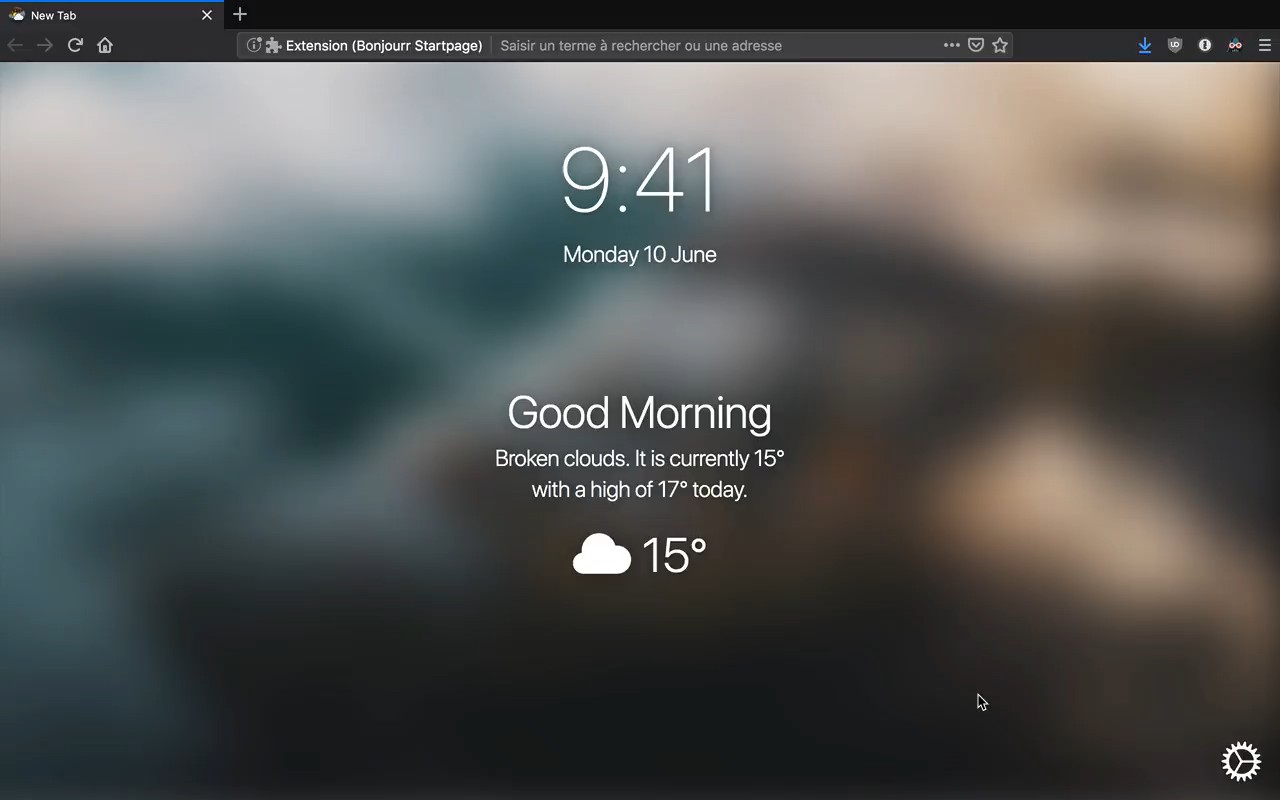 New Tab
Extension (Bonjourr Startpage)
Saisir un terme à rechercher ou une adresse
9:41
Monday 10 June
Good Morning
Broken clouds. It is currently 15°
with a high of 17° today.
15°